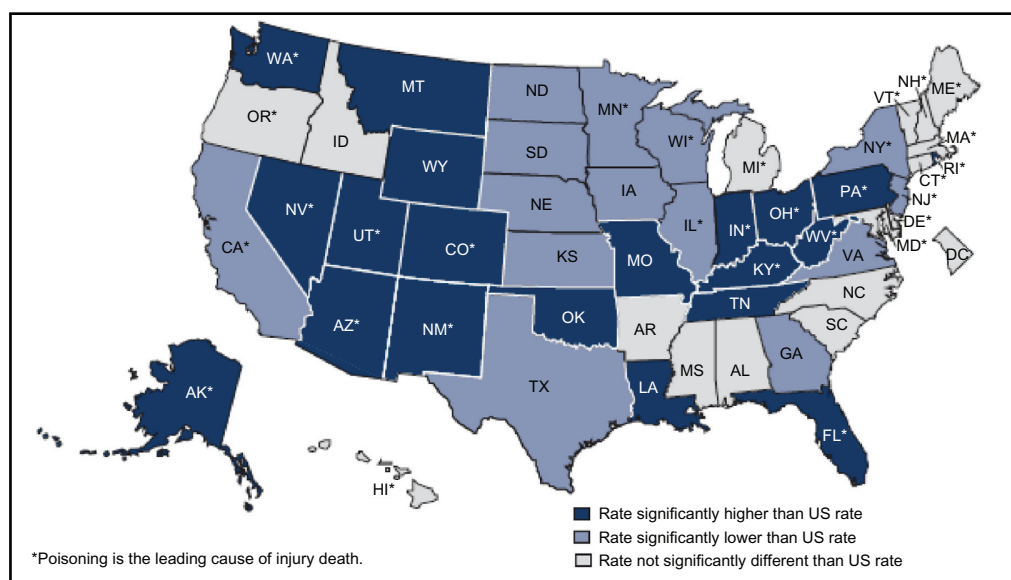 WA*
MT
ND
MN*
NH*
VT*
ME*
OR*
ID
WY
SD
WI*
MI*
NY*
MA*
RI*
CT*
NJ*
DE*
MD*
DC
NV*
UT*
CO*
NE
IA
IL*
IN*
OH*
PA*
WV*
VA
CA*
KS
MO
KY*
TN
NC
SC
AZ*
NM*
OK
AR
MS
AL
GA
TX
LA
FL*
AK*
HI*
Rate significantly higher than US rate
Rate significantly lower than US rate
Rate not significantly different than US rate
*Poisoning is the leading cause of injury death.